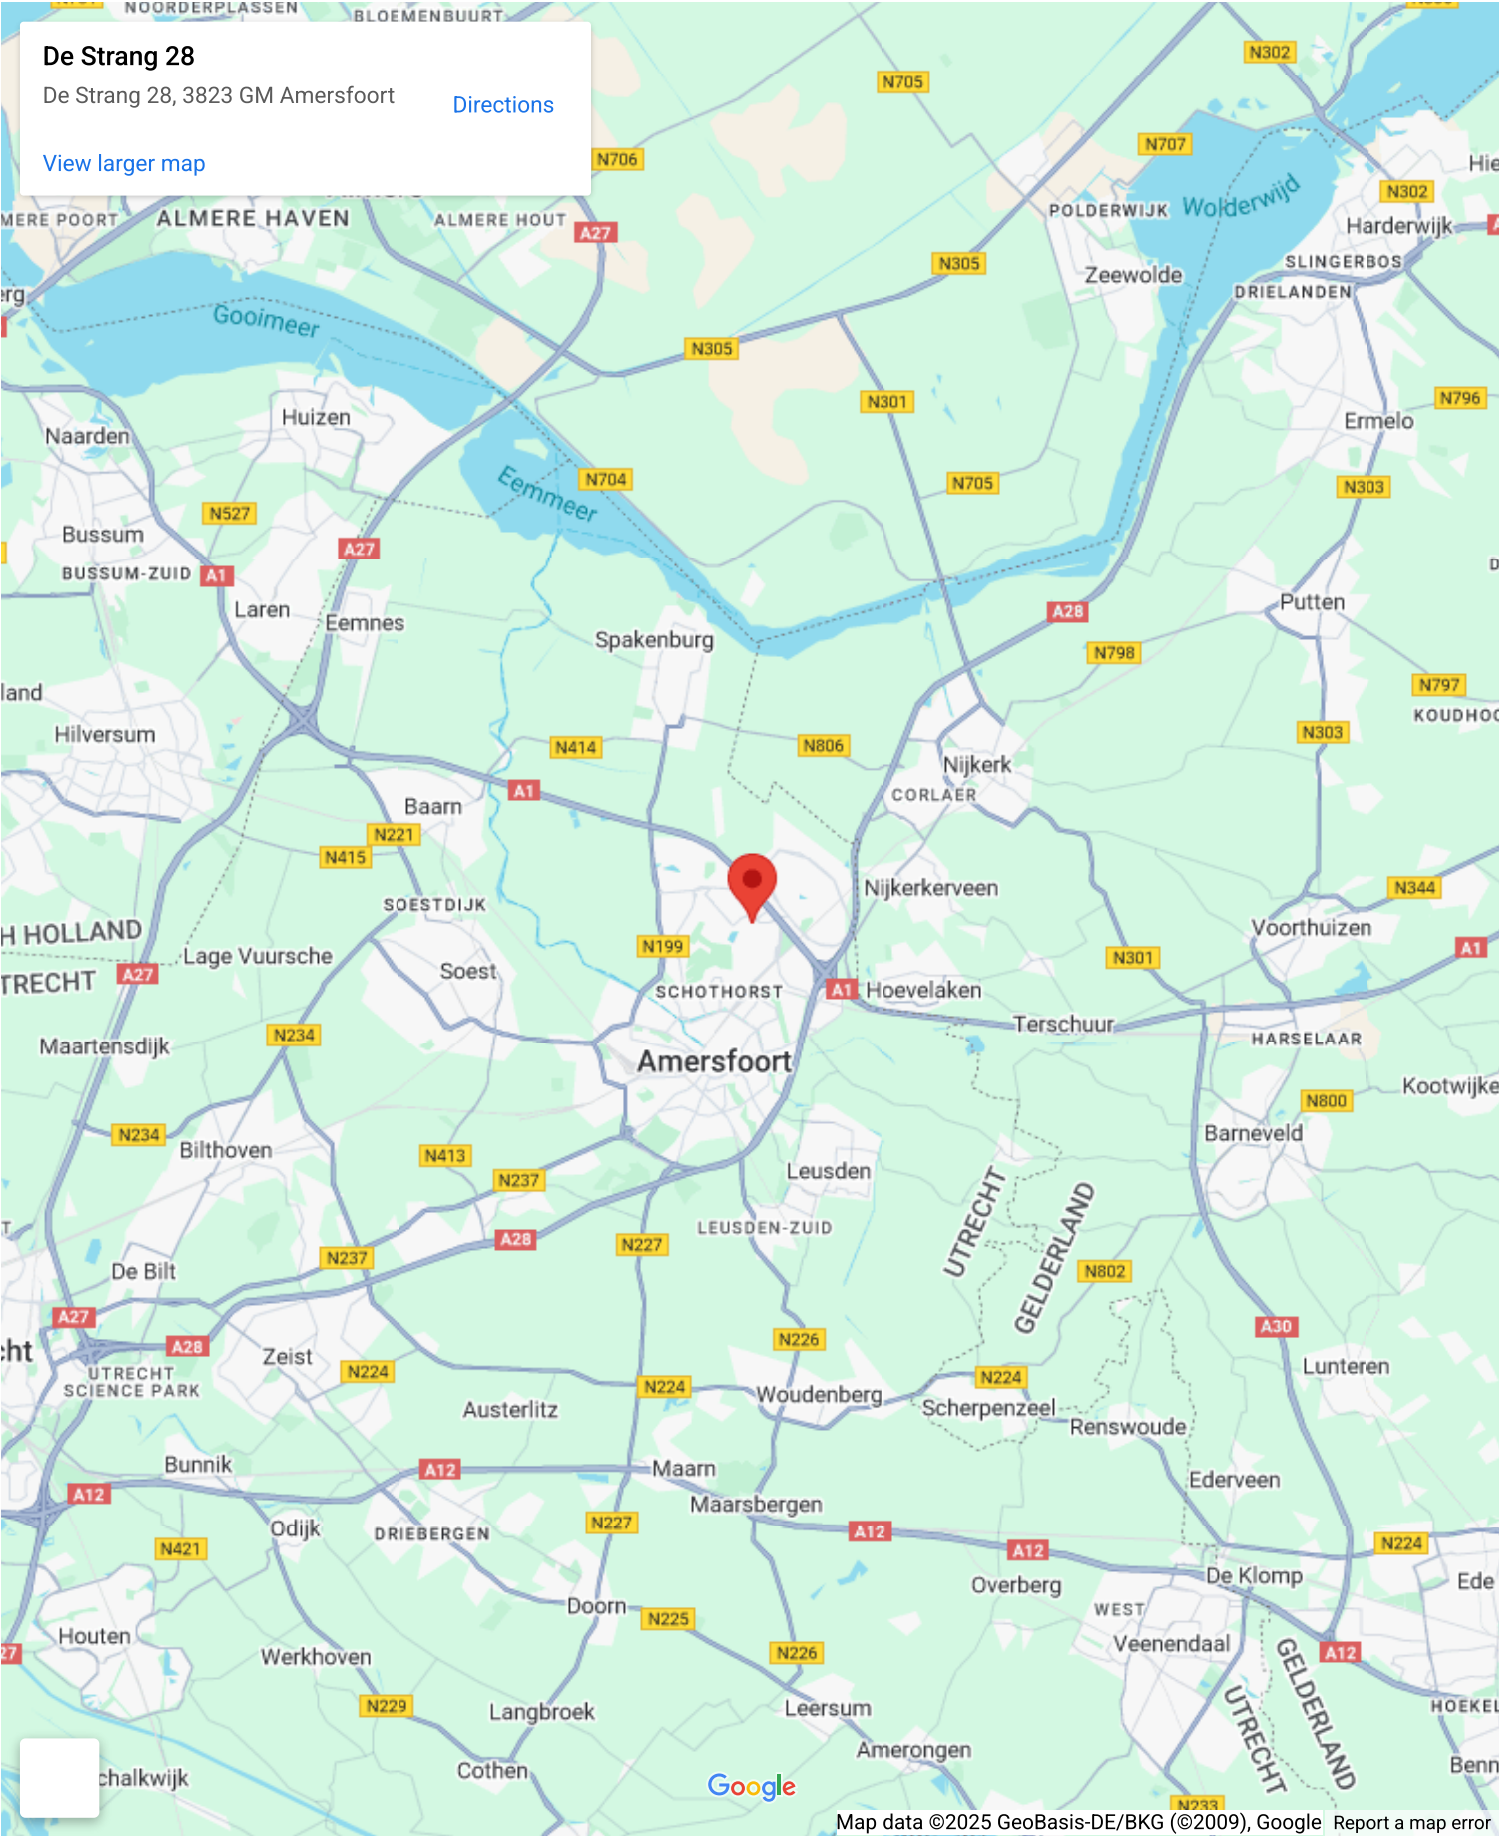 NOORDERPLASSEN
BLOEMENBUURT
De Strang 28
De Strang 28, 3823 GM Amersfoort
Directions
View larger map
N302
N705
N706
N707
Wolderwijd
N302
POLDERWIJK
Harderwijk
MERE POORT
ALMERE HAVEN
ALMERE HOUT
A27
N305
SLINGERBOS
Zeewolde
DRIELANDEN
Gooimeer
N305
N301
N796
Huizen
Ermelo
Naarden
Eemmeer
N704
N705
N303
N527
Bussum
A27
BUSSUM-ZUID
A1
Laren
Eemnes
Putten
A28
Spakenburg
N798
N797
KOUDHOO
Hilversum
N303
N414
N806
Nijkerk
A1
CORLAER
Baarn
N221
N415
Nijkerkerveen
N344
SOESTDIJK
H HOLLAND
Voorthuizen
N199
A1
Lage Vuursche
N301
TRECHT
A27
Soest
SCHOTHORST
A1
Hoevelaken
Terschuur
N234
HARSELAAR
Maartensdijk
Amersfoort
Kootwijke
N800
N234
Barneveld
Bilthoven
N413
N237
Leusden
UTRECHT
GELDERLAND
LEUSDEN-ZUID
A28
N227
N237
De Bilt
N802
A27
A30
A28
N226
Zeist
Lunteren
UTRECHT
SCIENCE PARK
N224
N224
N224
Woudenberg
Austerlitz
Scherpenzeel
Renswoude
Bunnik
A12
Maarn
Ederveen
A12
Maarsbergen
Odijk
DRIEBERGEN
N227
A12
N224
N421
A12
De Klomp
Overberg
Ede
Doorn
N225
WEST
Houten
Veenendaal
Werkhoven
N226
A12
GELDERLAND
UTRECHT
N229
Langbroek
Leersum
HOEKEL
Amerongen
Cothen
chalkwijk
Google
Benn
N233
Map data ©2025 GeoBasis-DE/BKG (©2009), Google
Report a map error